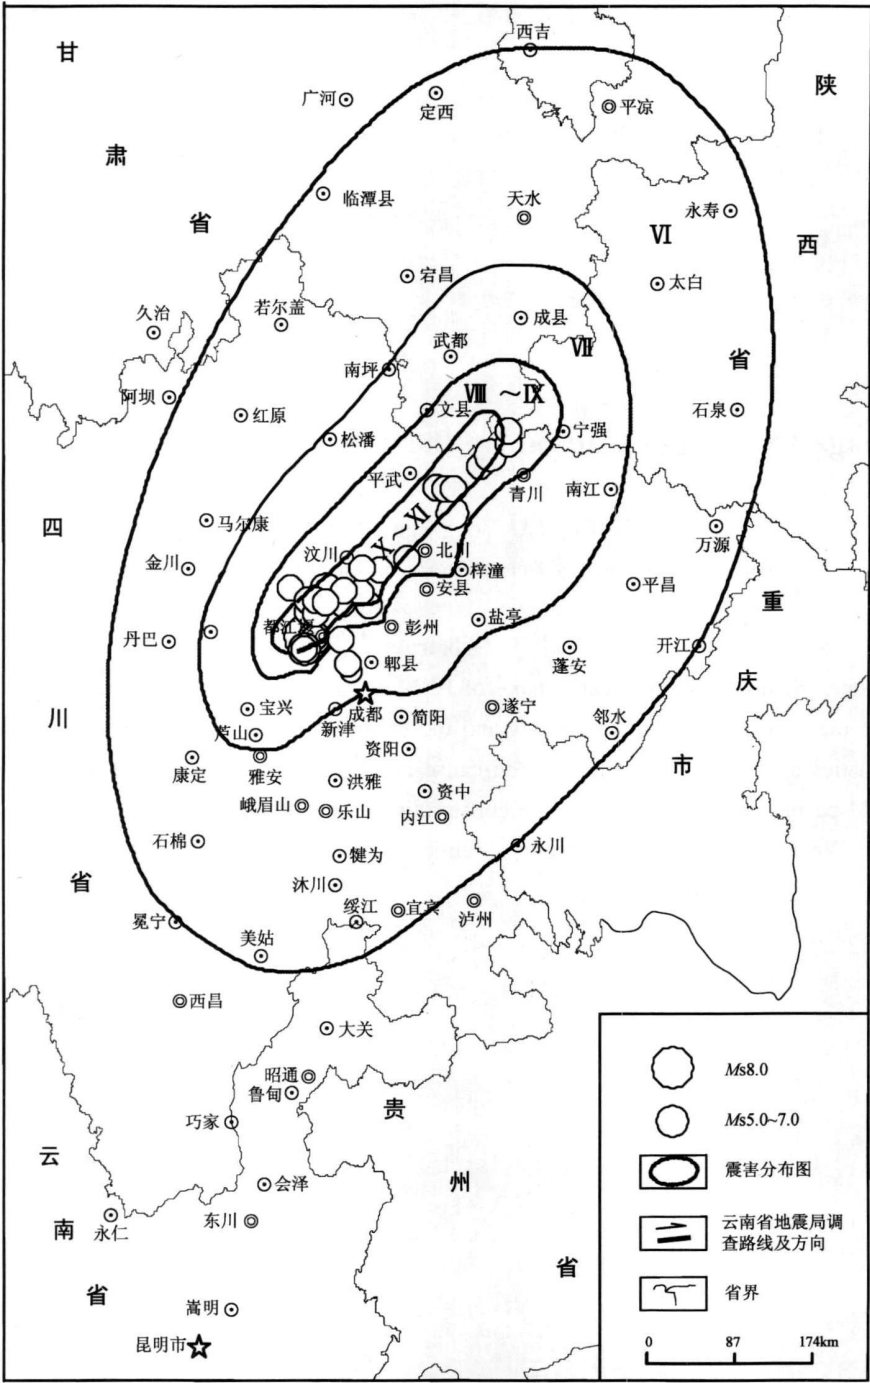 西吉
甘
广河
定西
陕
平凉
肃
临潭县
天水
永寿
省
Ⅵ
西
宕昌
太白
久治
若尔盖
成县
武都
Ⅶ
南坪
省
阿坝
Ⅷ ～Ⅸ
红原
文县
石泉
松潘
宁强
平武
青川
南江
四
马尔康
万源
Ⅹ～Ⅺ
金川
汶川
北川
梓潼
平昌
安县
重
都江堰
彭州
盐亭
丹巴
蓬安
开江
郫县
庆
川
宝兴
成都
简阳
遂宁
新津
芦山
邻水
资阳
市
康定
雅安
洪雅
资中
峨眉山
乐山
内江
石棉
犍为
永川
沐川
省
绥江
宜宾
泸州
冕宁
美姑
西昌
大关
昭通
鲁甸
贵
巧家
云
会泽
州
永仁
东川
南
省
省
嵩明
昆明市
Ms8.0
Ms5.0~7.0
震害分布图
云南省地震局调
查路线及方向
省界
0 87 174km